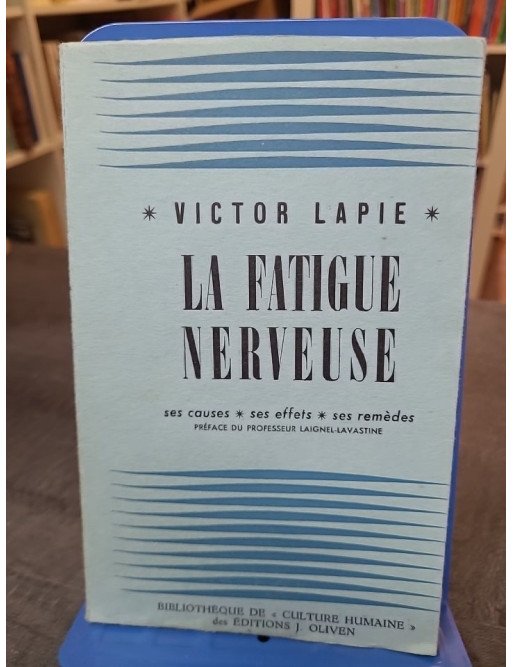 * VICTOR LAPIE *
LA FATIGUE
NERVEUSE
ses causes * ses effets * ses remèdes
PRÉFACE DU PROFESSEUR LAIGNEL-LAVASTINE
BIBLIOTHÈQUE DE « CULTURE HUMAINE »
des ÉDITIONS J. OLIVEN